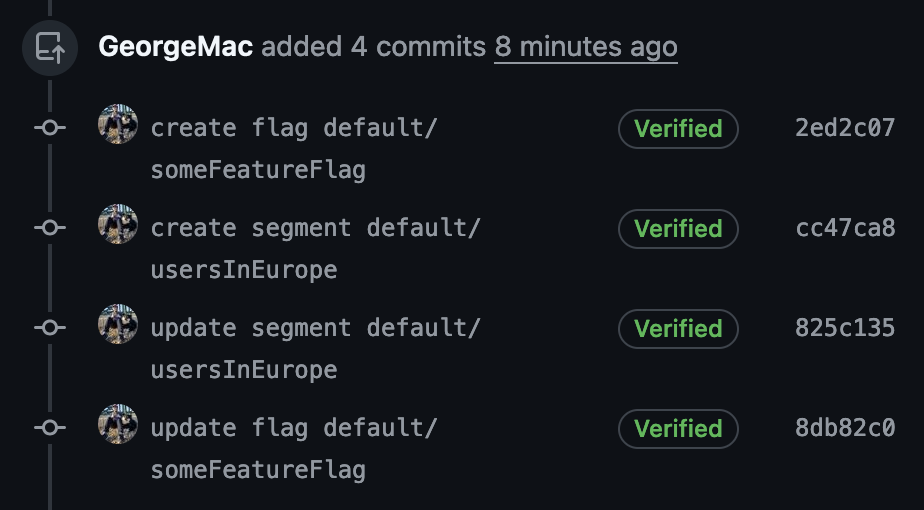 GeorgeMac added 4 commits 8 minutes ago
create flag default/ Verified 2ed2c07
someFeatureFlag
create segment default/ Verified cc47ca8
usersInEurope
update segment default/ Verified 825c135
usersInEurope
update flag default/ Verified 8db82c0
someFeatureFlag